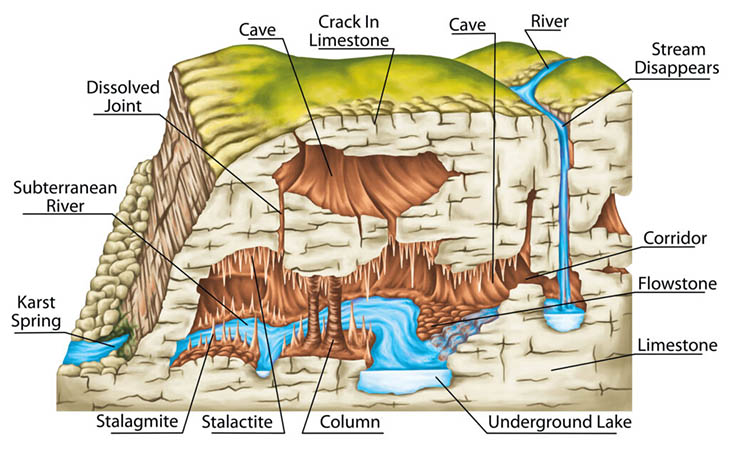 Cave
Crack In
Limestone
Cave
River
Stream
Disappears
Dissolved
Joint
Subterranean
River
Corridor
Flowstone
Karst
Spring
Limestone
Stalagmite
Stalactite
Column
Underground Lake